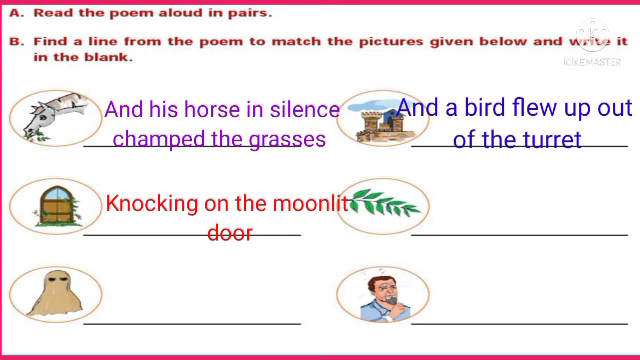 A. Read the poem aloud in pairs.
B. Find a line from the poem to match the pictures given below and write it
in the blank.
KINEMASTER
And his horse in silence
champed the grasses
And a bird flew up out
of the turret
Knocking on the moonlit
door